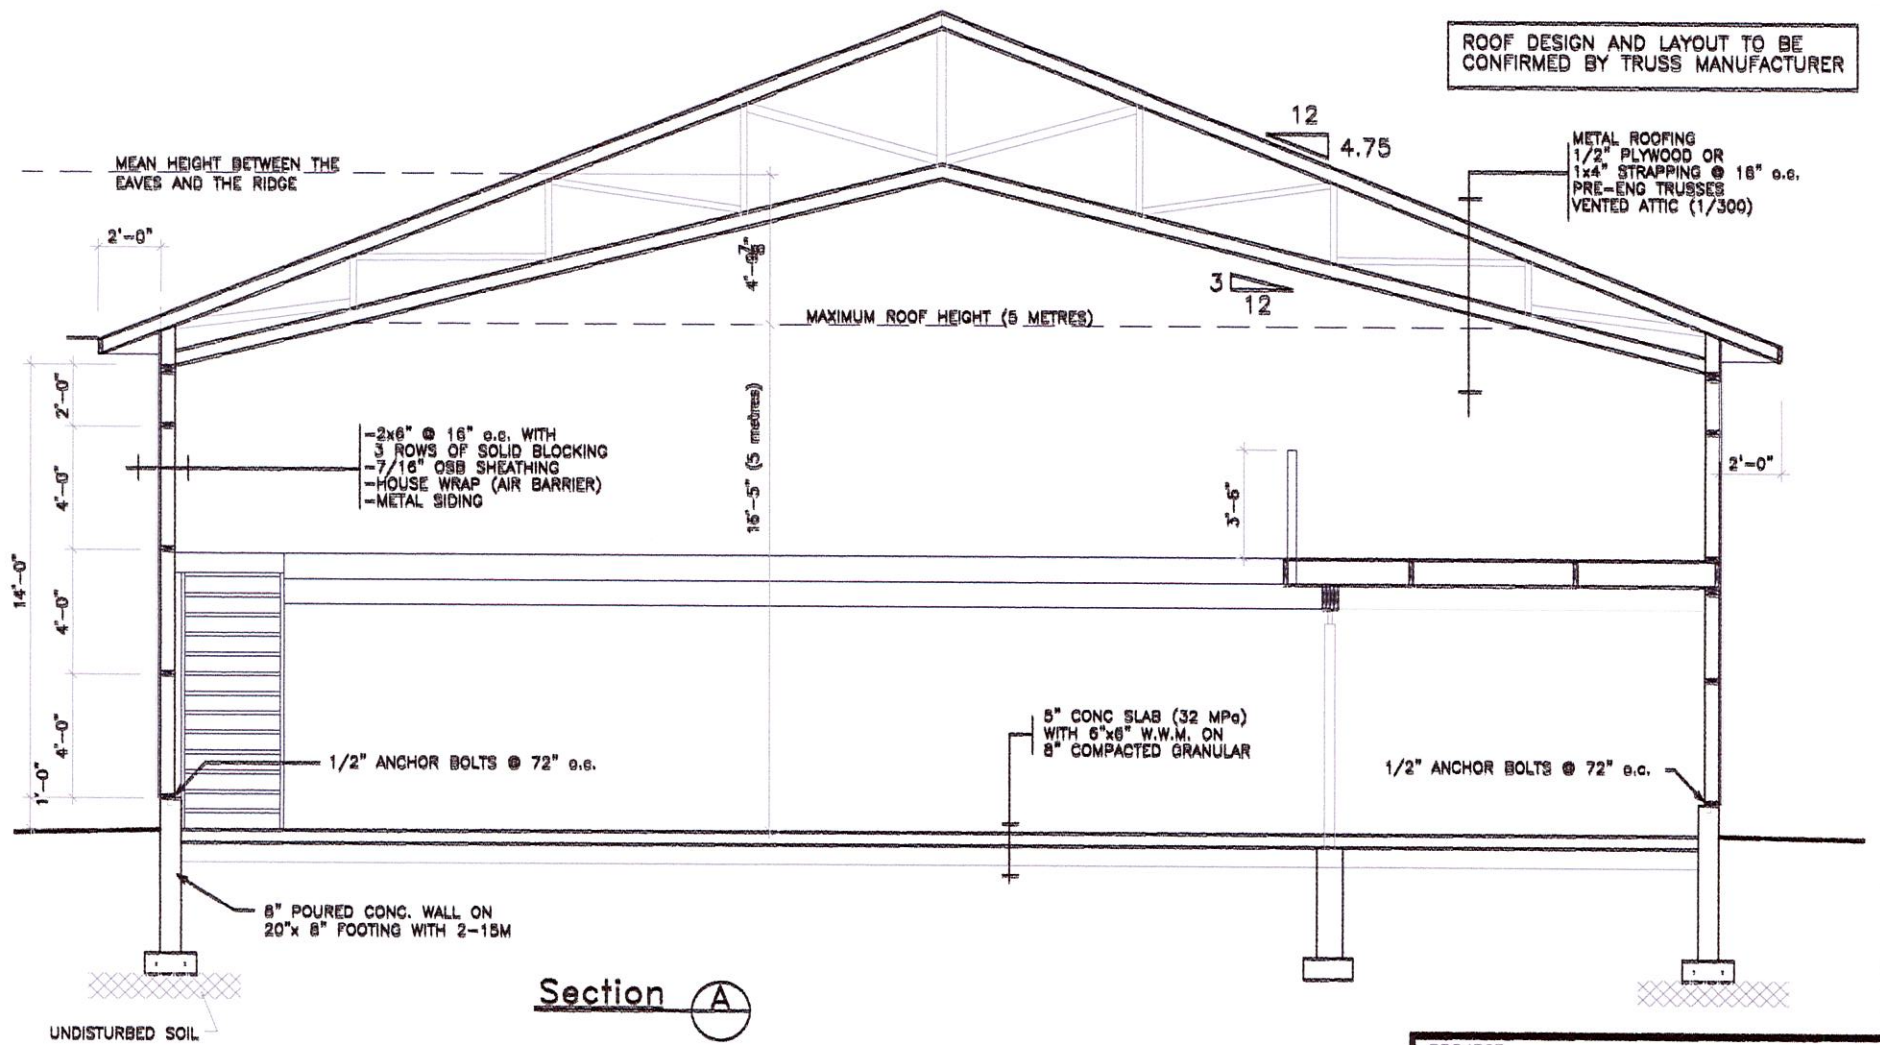 ROOF DESIGN AND LAYOUT TO BE
CONFIRMED BY TRUSS MANUFACTURER
12
4.75
METAL ROOFING
1/2" PLYWOOD OR
1x4" STRAPPING @ 16" o.c.
PRE-ENG TRUSSES
VENTED ATTIC (1/300)
MEAN HEIGHT BETWEEN THE
EAVES AND THE RIDGE
2'-0"
3
12
MAXIMUM ROOF HEIGHT (5 METRES)
2'-0"
4'-0"
4'-0"
4'-0"
14'-0"
1'-0"
-2x6" @ 16" o.c. WITH
3 ROWS OF SOLID BLOCKING
-7/16" OSB SHEATHING
-HOUSE WRAP (AIR BARRIER)
-METAL SIDING
16'-5" (5 metres)
3'-6"
2'-0"
1/2" ANCHOR BOLTS @ 72" o.c.
5" CONC SLAB (32 MPa)
WITH 6"x6" W.W.M. ON
8" COMPACTED GRANULAR
1/2" ANCHOR BOLTS @ 72" o.c.
8" POURED CONC. WALL ON
20"x 8" FOOTING WITH 2-15M
Section A
UNDISTURBED SOIL